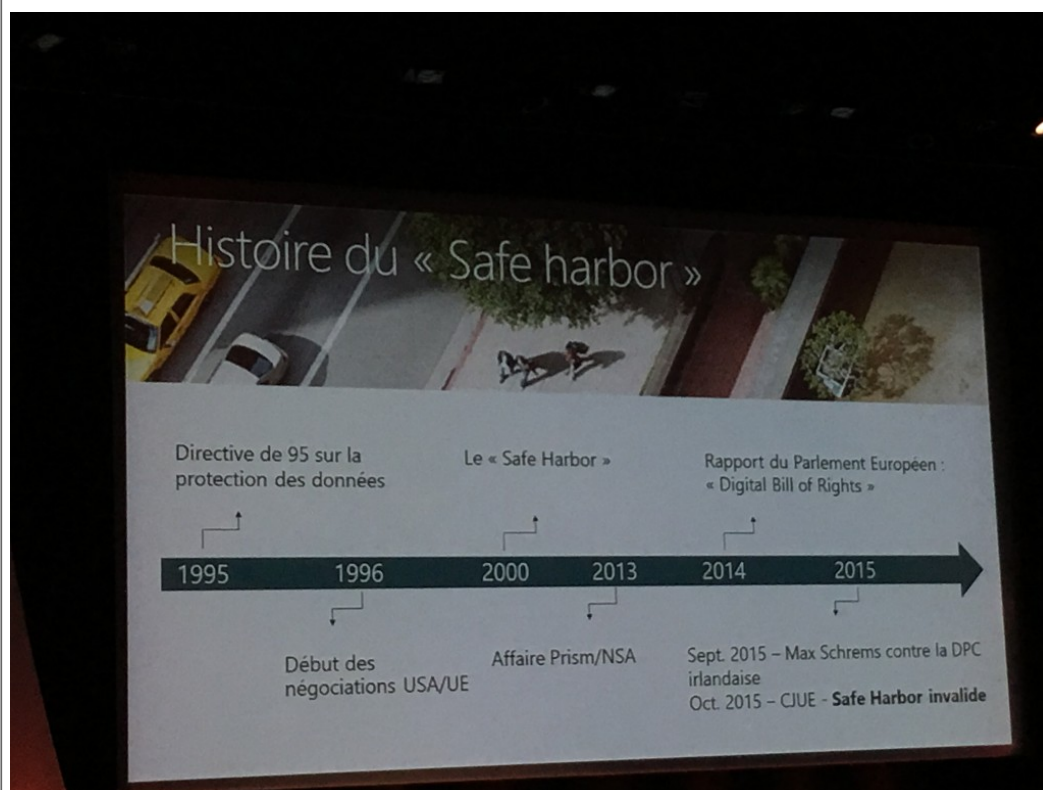 Histoire du « Safe harbor »
Directive de 95 sur la
protection des données
Le « Safe Harbor »
Rapport du Parlement Européen :
« Digital Bill of Rights »
1995 1996 2000 2013 2014 2015
Début des
négociations USA/UE
Affaire Prism/NSA
Sept. 2015 – Max Schrems contre la DPC
irlandaise
Oct. 2015 – CJUE - Safe Harbor invalide